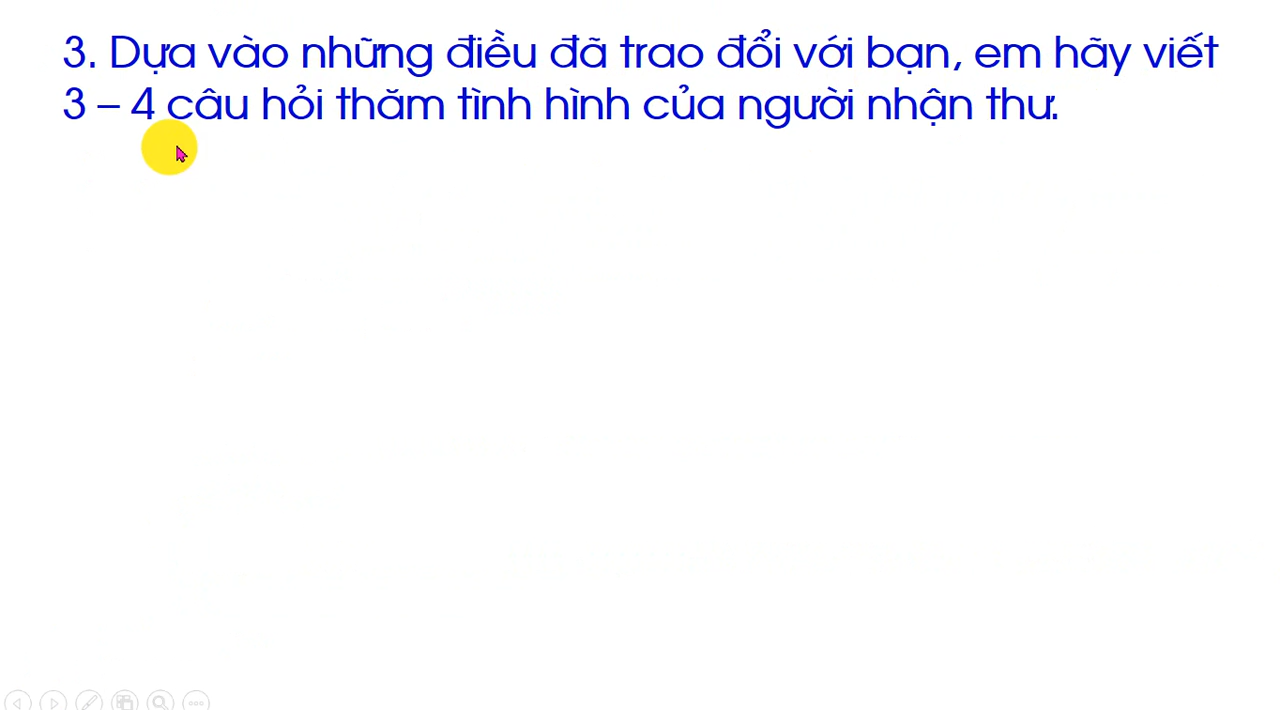 3. Dựa vào những điều đã trao đổi với bạn, em hãy viết
3 – 4 câu hỏi thăm tình hình của người nhận thư.